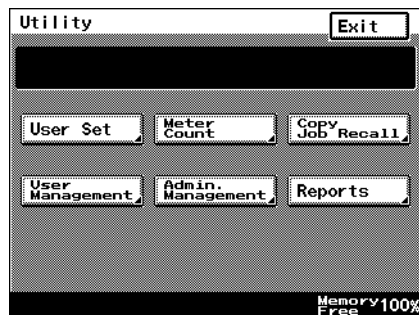 Utility
Exit
User Set
Meter
Count
Copy
Job Recall
User
Management
Admin.
Management
Reports
Memory
Free 100%